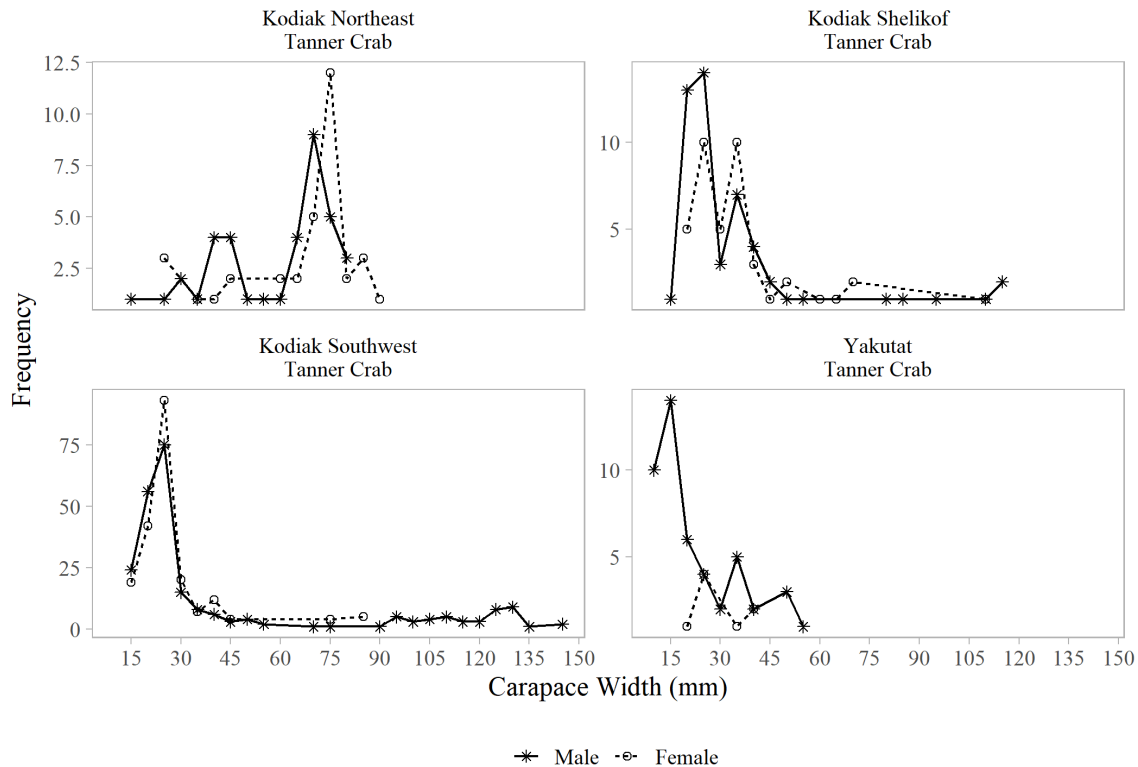 Kodiak Northeast
Tanner Crab
Kodiak Shelikof
Tanner Crab
12.5
10.0
7.5
5.0
2.5
10
5
Frequency
Kodiak Southwest
Tanner Crab
Yakutat
Tanner Crab
75
50
25
0
10
5
15 30 45 60 75 90 105 120 135 150
15 30 45 60 75 90 105 120 135 150
Carapace Width (mm)
Male Female